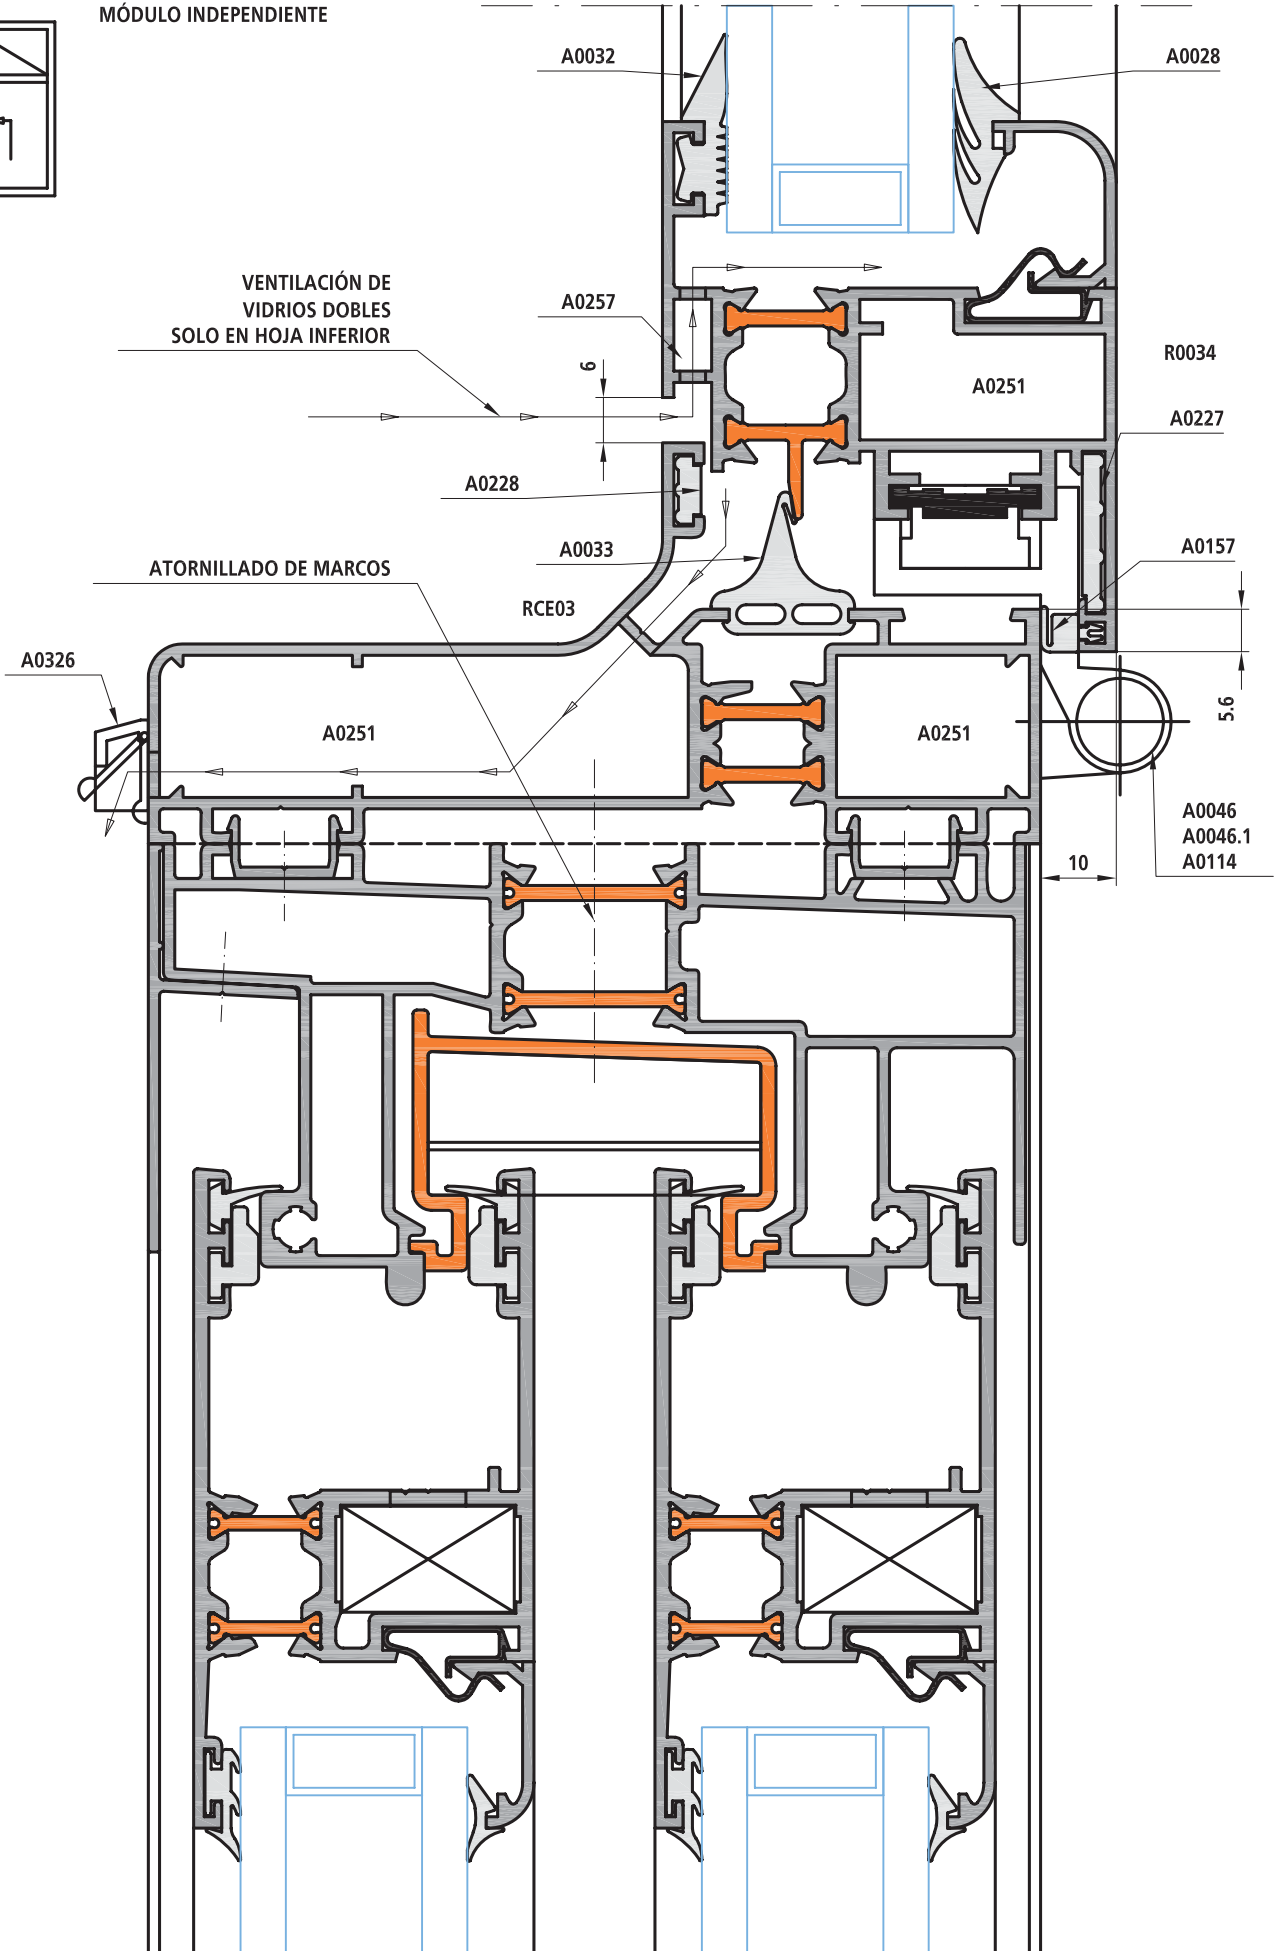 MÓDULO INDEPENDIENTE
A0032
A0028
VENTILACIÓN DE
VIDRIOS DOBLES
SOLO EN HOJA INFERIOR
A0257
6
R0034
A0251
A0227
A0228
A0033
A0157
ATORNILLADO DE MARCOS
RCE03
A0326
A0251
A0251
5.6
A0046
A0046.1
A0114
10